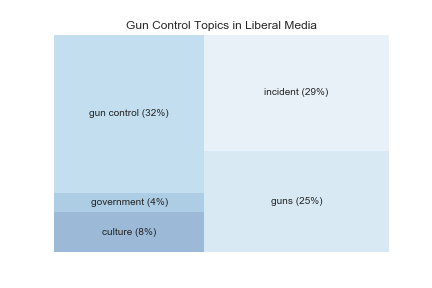 Gun Control Topics in Liberal Media
gun control (32%)
incident (29%)
government (4%)
guns (25%)
culture (8%)